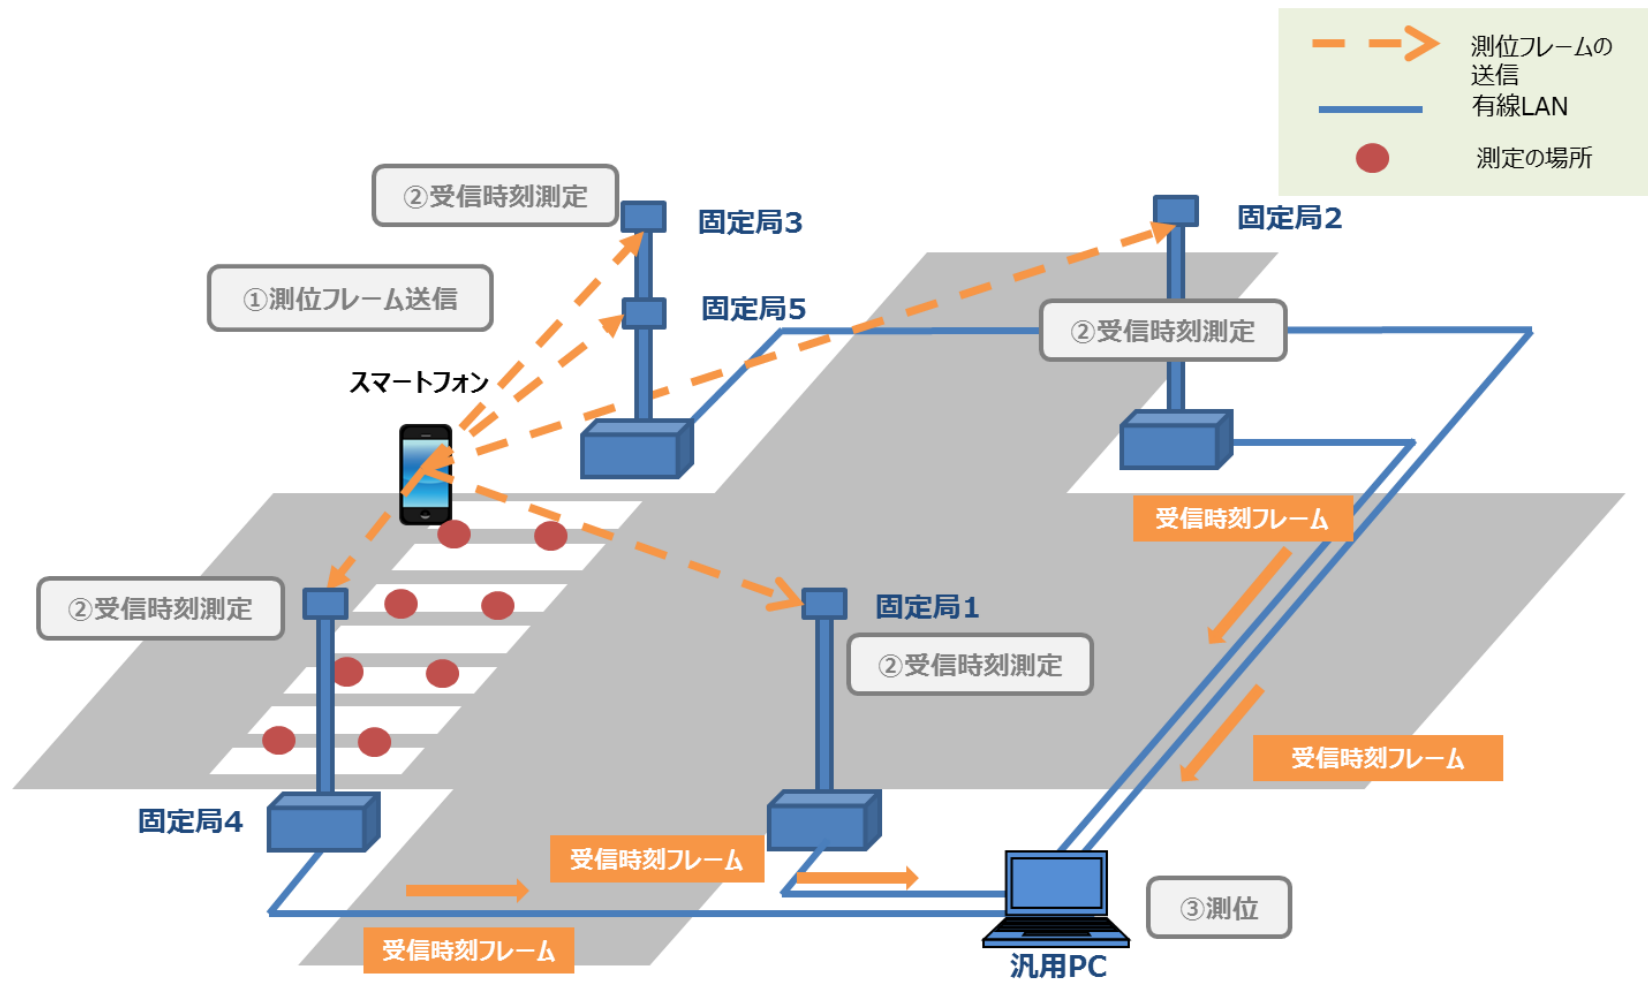 測位フレームの
送信
有線LAN
測定の場所
②受信時刻測定
固定局3
固定局2
①測位フレーム送信
固定局5
②受信時刻測定
スマートフォン
受信時刻フレーム
②受信時刻測定
固定局1
②受信時刻測定
受信時刻フレーム
固定局4
受信時刻フレーム
③測位
受信時刻フレーム
汎用PC